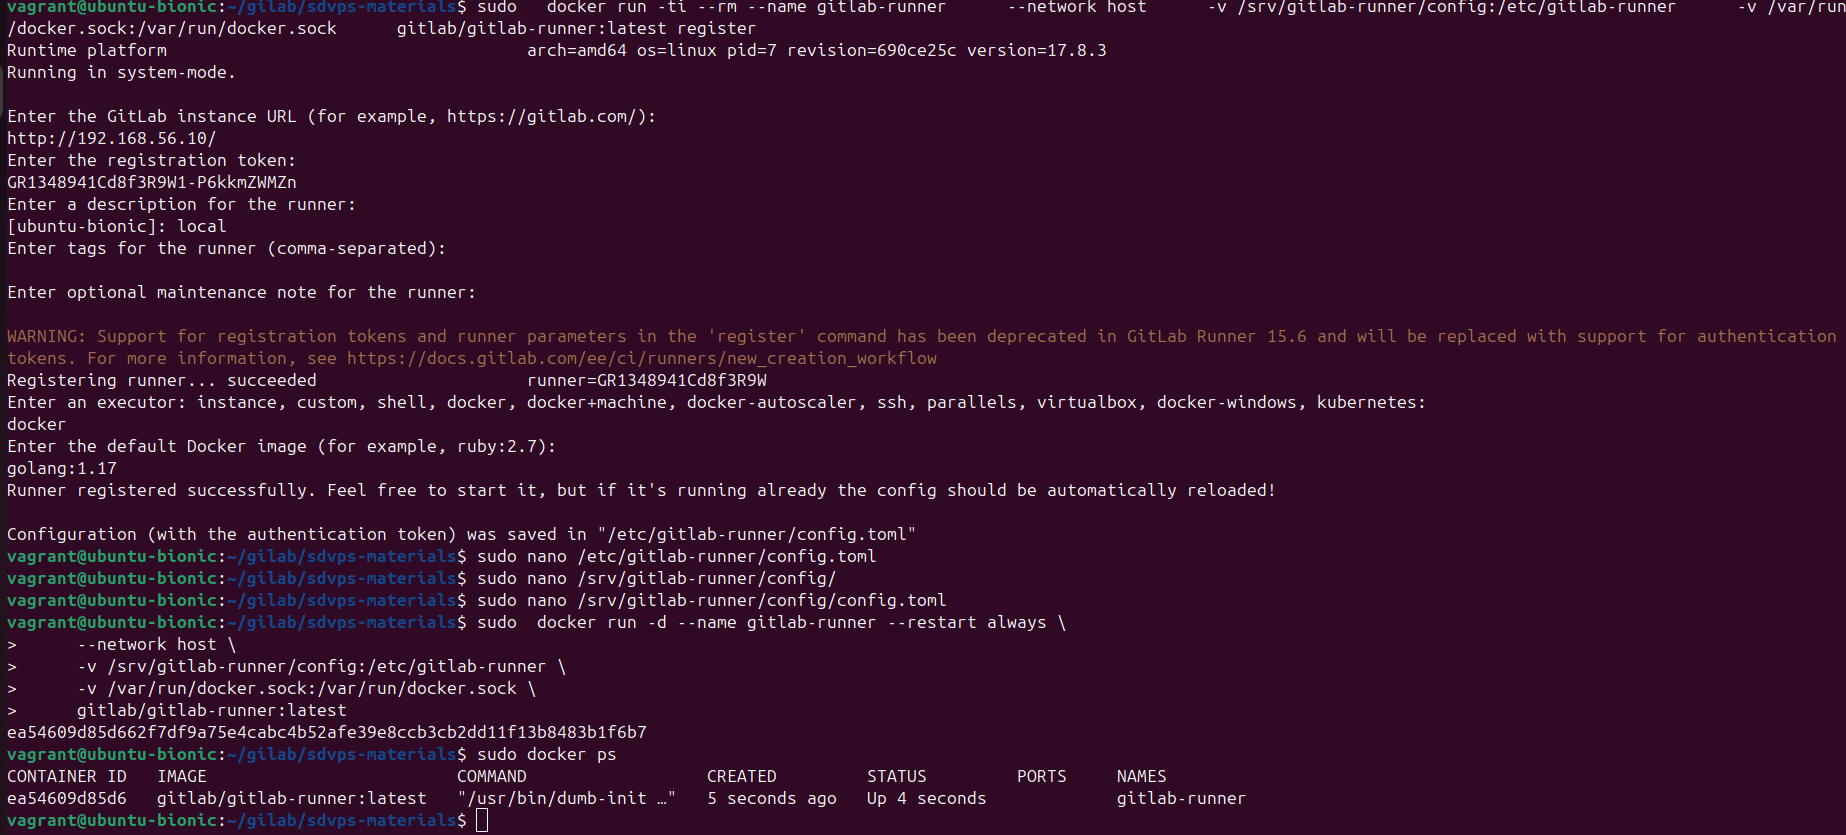 vagrant@ubuntu-bionic:~/gilab/sdvps-materials$ sudo   docker run -ti --rm --name gitlab-runner      --network host      -v /srv/gitlab-runner/config:/etc/gitlab-runner      -v /var/run
/docker.sock:/var/run/docker.sock      gitlab/gitlab-runner:latest register
Runtime platform                                    arch=amd64 os=linux pid=7 revision=690ce25c version=17.8.3
Running in system-mode.
Enter the GitLab instance URL (for example, https://gitlab.com/):
http://192.168.56.10/
Enter the registration token:
GR1348941Cd8f3R9W1-P6kkmZWMZn
Enter a description for the runner:
[ubuntu-bionic]: local
Enter tags for the runner (comma-separated):
Enter optional maintenance note for the runner:
WARNING: Support for registration tokens and runner parameters in the 'register' command has been deprecated in GitLab Runner 15.6 and will be replaced with support for authentication
tokens. For more information, see https://docs.gitlab.com/ee/ci/runners/new_creation_workflow
Registering runner... succeeded                     runner=GR1348941Cd8f3R9W
Enter an executor: instance, custom, shell, docker, docker+machine, docker-autoscaler, ssh, parallels, virtualbox, docker-windows, kubernetes:
docker
Enter the default Docker image (for example, ruby:2.7):
golang:1.17
Runner registered successfully. Feel free to start it, but if it's running already the config should be automatically reloaded!
Configuration (with the authentication token) was saved in "/etc/gitlab-runner/config.toml"
vagrant@ubuntu-bionic:~/gilab/sdvps-materials$ sudo nano /etc/gitlab-runner/config.toml
vagrant@ubuntu-bionic:~/gilab/sdvps-materials$ sudo nano /srv/gitlab-runner/config/
vagrant@ubuntu-bionic:~/gilab/sdvps-materials$ sudo nano /srv/gitlab-runner/config/config.toml
vagrant@ubuntu-bionic:~/gilab/sdvps-materials$ sudo  docker run -d --name gitlab-runner --restart always \
>      --network host \
>      -v /srv/gitlab-runner/config:/etc/gitlab-runner \
>      -v /var/run/docker.sock:/var/run/docker.sock \
>      gitlab/gitlab-runner:latest
ea54609d85d662f7df9a75e4cabc4b52afe39e8ccb3cb2dd11f13b8483b1f6b7
vagrant@ubuntu-bionic:~/gilab/sdvps-materials$ sudo docker ps
CONTAINER ID   IMAGE                         COMMAND                  CREATED         STATUS         PORTS     NAMES
ea54609d85d6   gitlab/gitlab-runner:latest   "/usr/bin/dumb-init …"   5 seconds ago   Up 4 seconds             gitlab-runner
vagrant@ubuntu-bionic:~/gilab/sdvps-materials$